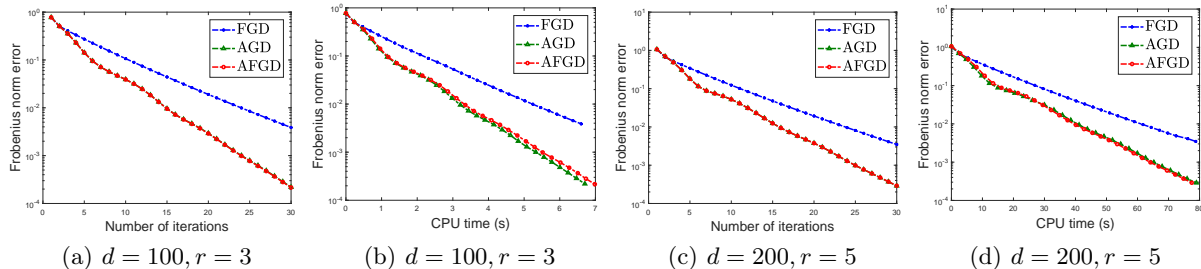 10^0
10^-1
10^-2
10^-3
10^-4
0 5 10 15 20 25 30
Frobenius norm error
Number of iterations
FGD
AGD
AFGD
(a) d = 100, r = 3
10^0
10^-1
10^-2
10^-3
10^-4
0 1 2 3 4 5 6 7
Frobenius norm error
CPU time (s)
FGD
AGD
AFGD
(b) d = 100, r = 3
10^1
10^0
10^-1
10^-2
10^-3
10^-4
0 5 10 15 20 25 30
Frobenius norm error
Number of iterations
FGD
AGD
AFGD
(c) d = 200, r = 5
10^1
10^0
10^-1
10^-2
10^-3
10^-4
0 10 20 30 40 50 60 70 80
Frobenius norm error
CPU time (s)
FGD
AGD
AFGD
(d) d = 200, r = 5